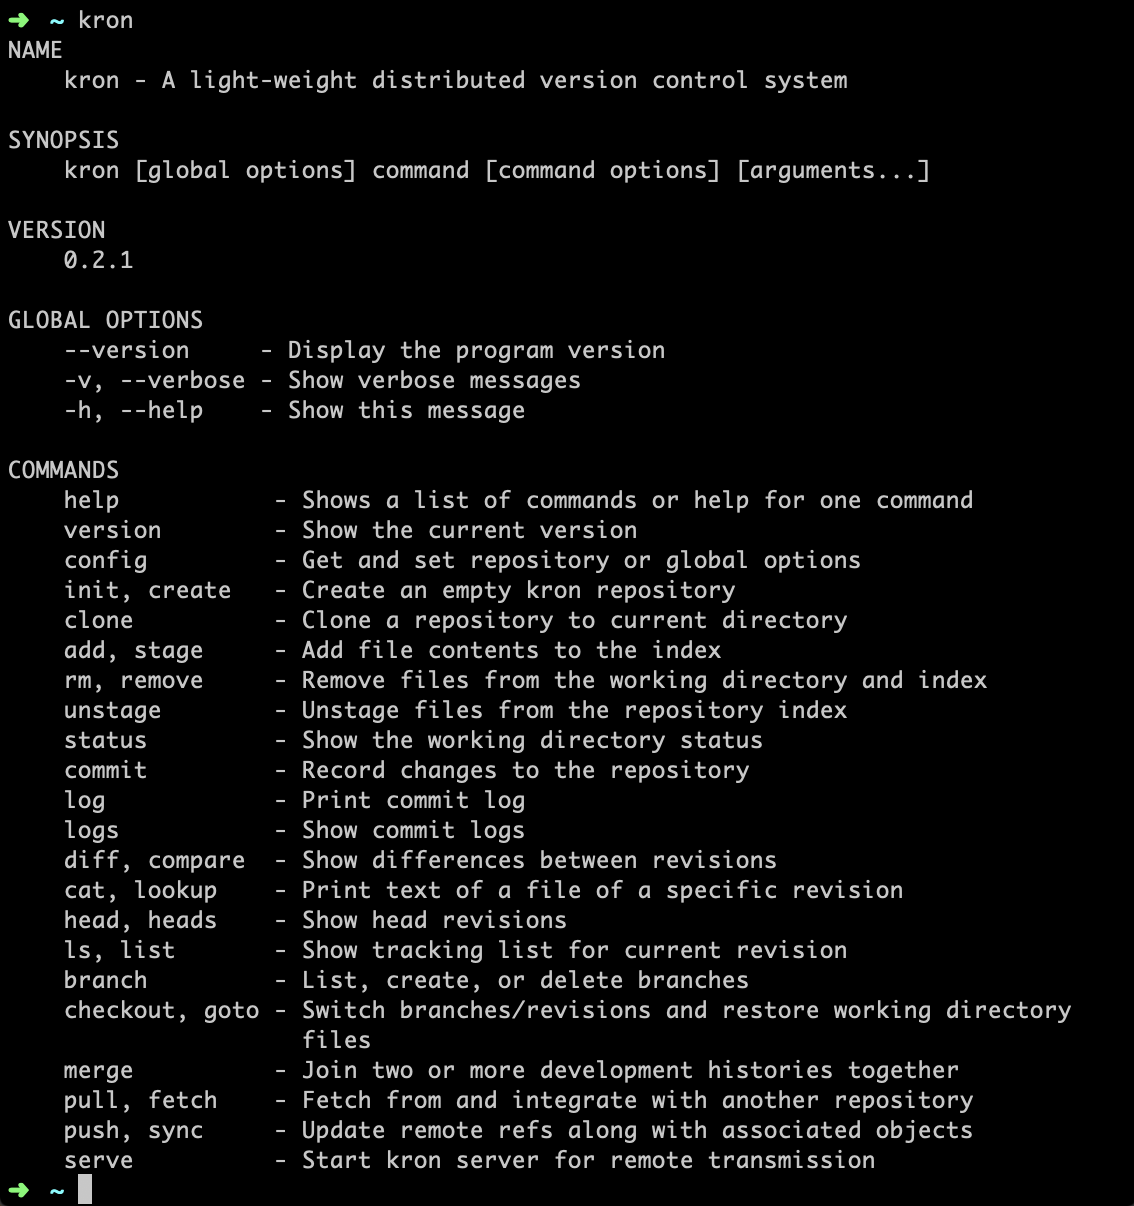 ➜ ~ kron
NAME
    kron - A light-weight distributed version control system

SYNOPSIS
    kron [global options] command [command options] [arguments...]

VERSION
    0.2.1

GLOBAL OPTIONS
    --version     - Display the program version
    -v, --verbose - Show verbose messages
    -h, --help    - Show this message

COMMANDS
    help           - Shows a list of commands or help for one command
    version        - Show the current version
    config         - Get and set repository or global options
    init, create   - Create an empty kron repository
    clone          - Clone a repository to current directory
    add, stage     - Add file contents to the index
    rm, remove     - Remove files from the working directory and index
    unstage        - Unstage files from the repository index
    status         - Show the working directory status
    commit         - Record changes to the repository
    log            - Print commit log
    logs           - Show commit logs
    diff, compare  - Show differences between revisions
    cat, lookup    - Print text of a file of a specific revision
    head, heads    - Show head revisions
    ls, list       - Show tracking list for current revision
    branch         - List, create, or delete branches
    checkout, goto - Switch branches/revisions and restore working directory
                     files
    merge          - Join two or more development histories together
    pull, fetch    - Fetch from and integrate with another repository
    push, sync     - Update remote refs along with associated objects
    serve          - Start kron server for remote transmission
➜ ~